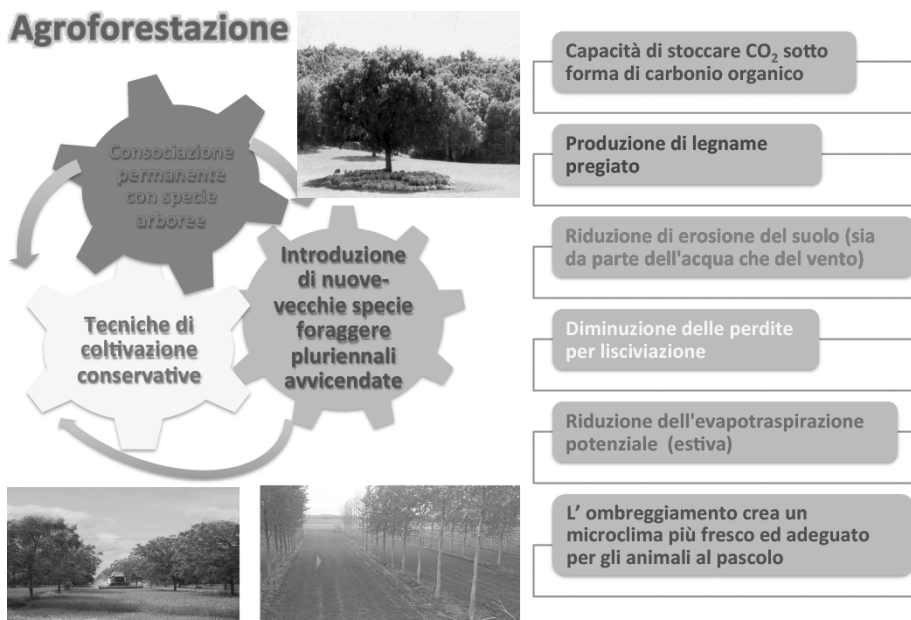 Agroforestazione
Consociazione
permanente
con specie
arboree
Introduzione
di nuove-
vecchie specie
foraggere
pluriennali
avvicendate
Tecniche di
coltivazione
conservative
Capacità di stoccare CO₂ sotto
forma di carbonio organico
Produzione di legname
pregiato
Riduzione di erosione del suolo (sia
da parte dell'acqua che del vento)
Diminuzione delle perdite
per lisciviazione
Riduzione dell'evapotraspirazione
potenziale (estiva)
L' ombreggiamento crea un
microclima più fresco ed adeguato
per gli animali al pascolo